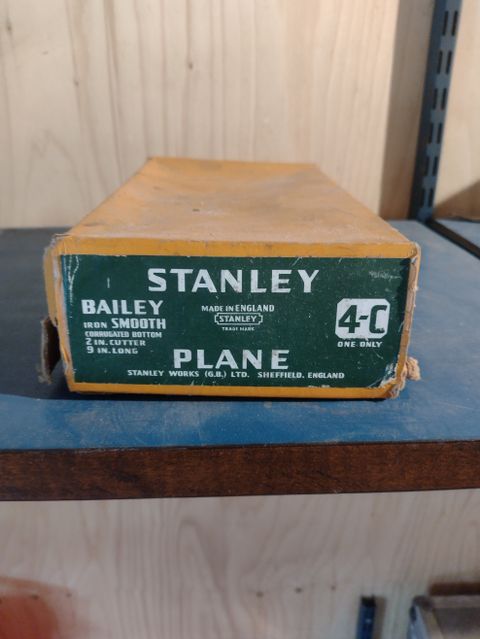 STANLEY
BAILEY
IRON SMOOTH
CORRUGATED BOTTOM
2 IN. CUTTER
9 IN. LONG
MADE IN ENGLAND
STANLEY
TRADE MARK
4-C
ONE ONLY
PLANE
STANLEY WORKS (G.B.) LTD. SHEFFIELD, ENGLAND